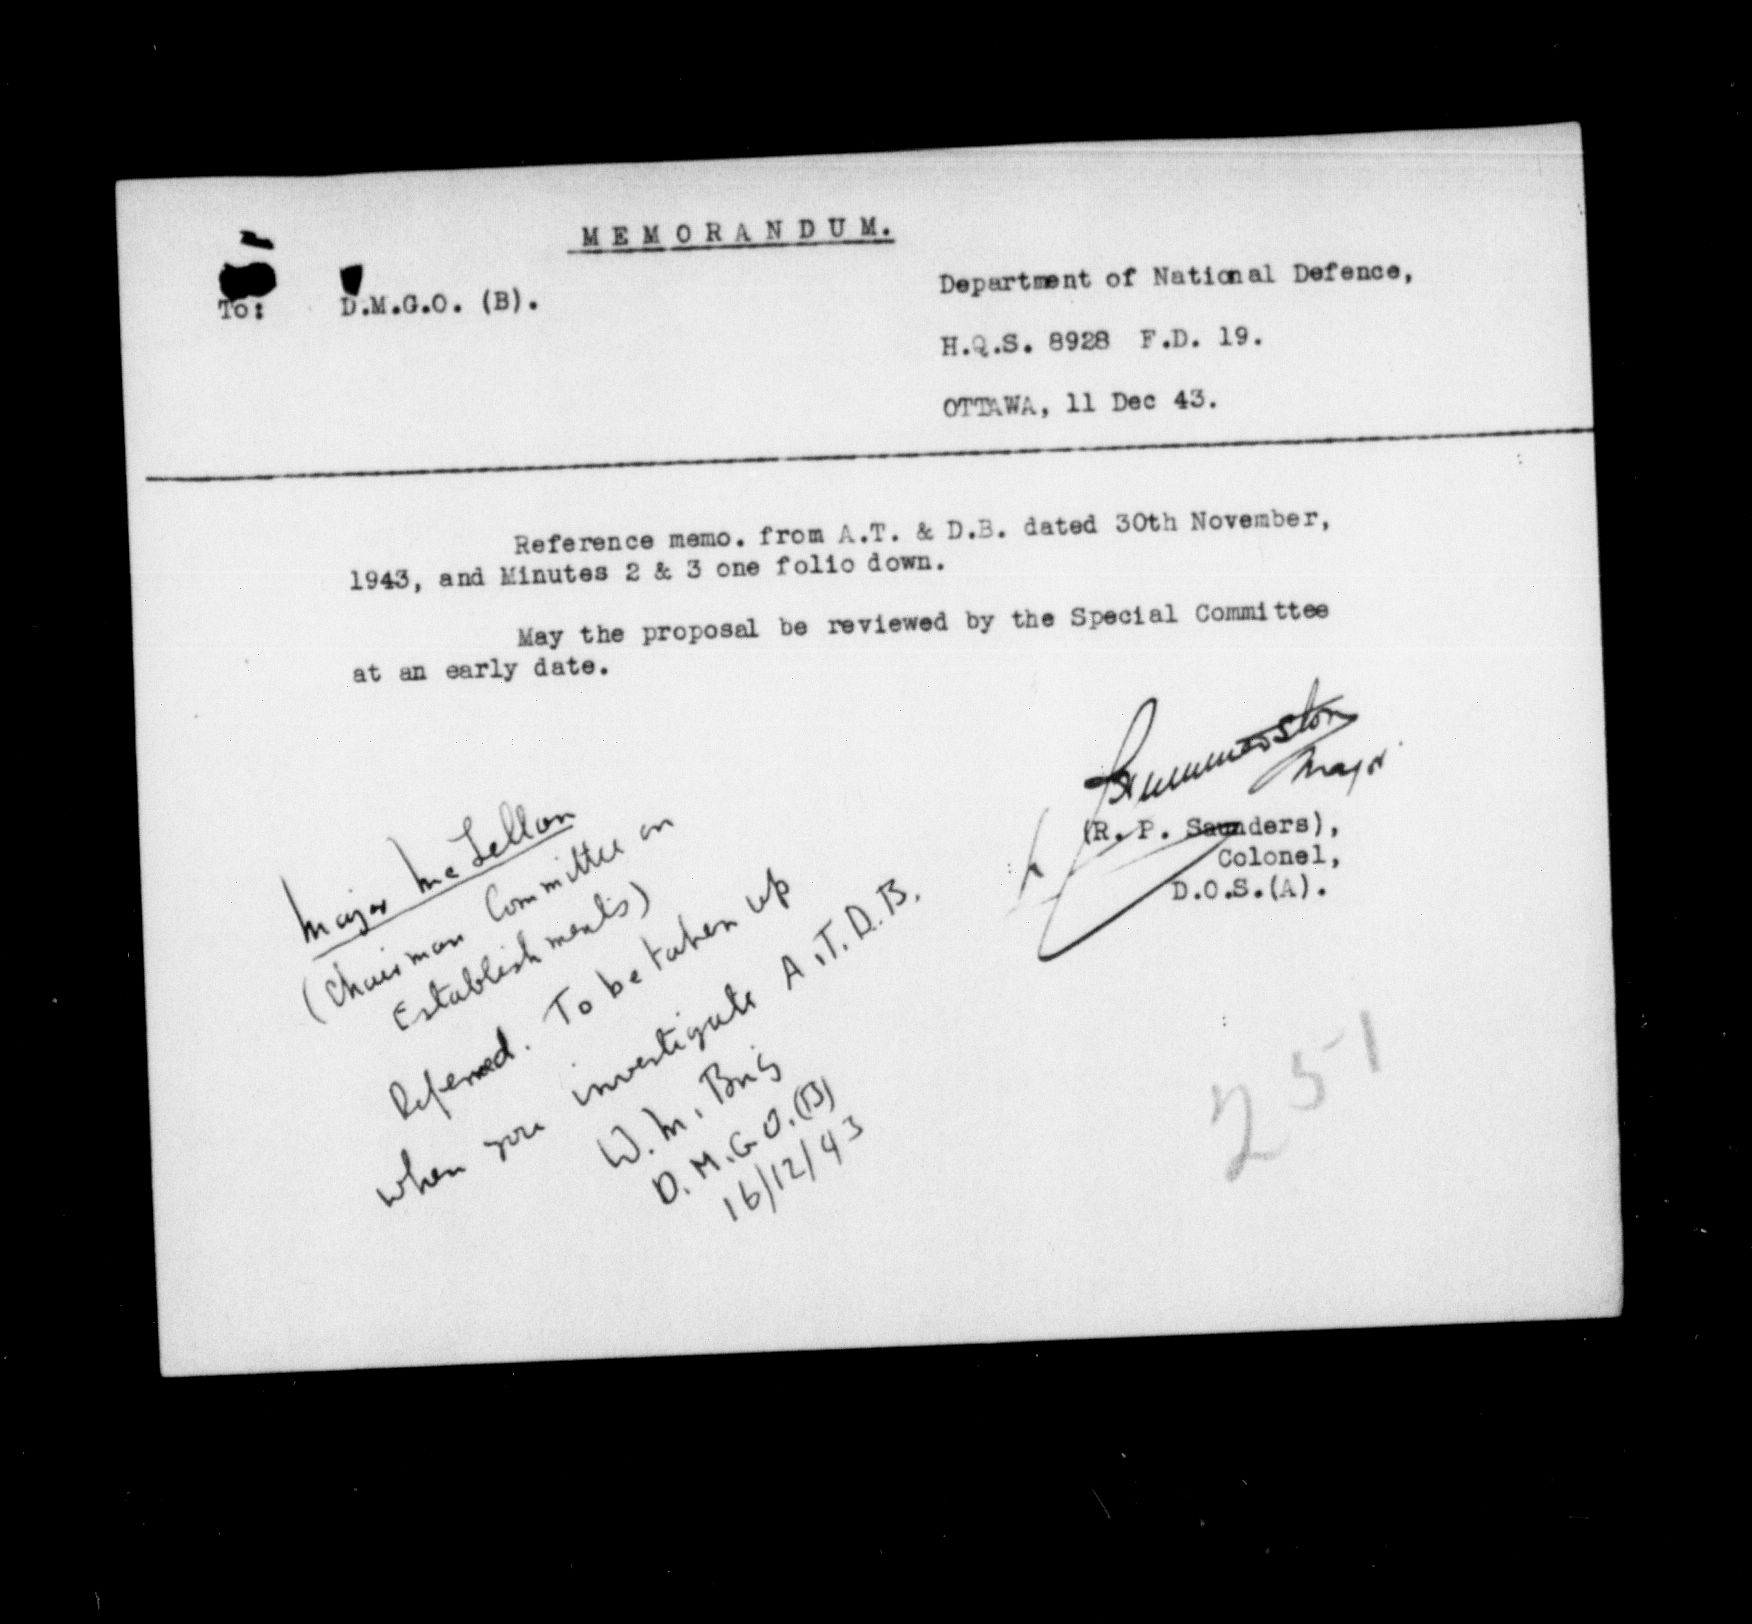 MEMORANDUM.
To: D.M.G.O. (B).
Department of National Defence,
H.Q.S. 8928 F.D. 19.
OTTAWA, 11 Dec 43.
Reference memo. from A.T. & D.B. dated 30th November,
1943, and Minutes 2 & 3 one folio down.
May the proposal be reviewed by the Special Committee
at an early date.
Major
(R. P. Saunders),
Colonel,
D.O.S.(A).
Major McLellan
(Chairman Committee on
Establishments)
Referred. To be taken up
when you investigate A.T.D.B.
W.M. Brig
D.M.G.O.(B)
16/12/43
251